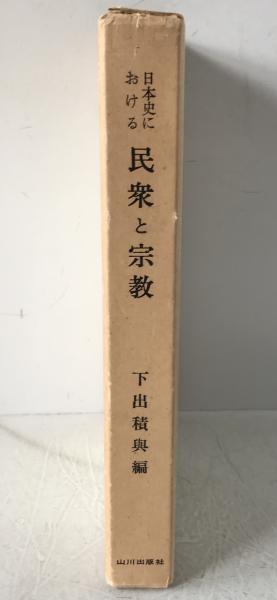 日本史に
おける
民衆と宗教
下出積與編
山川出版社